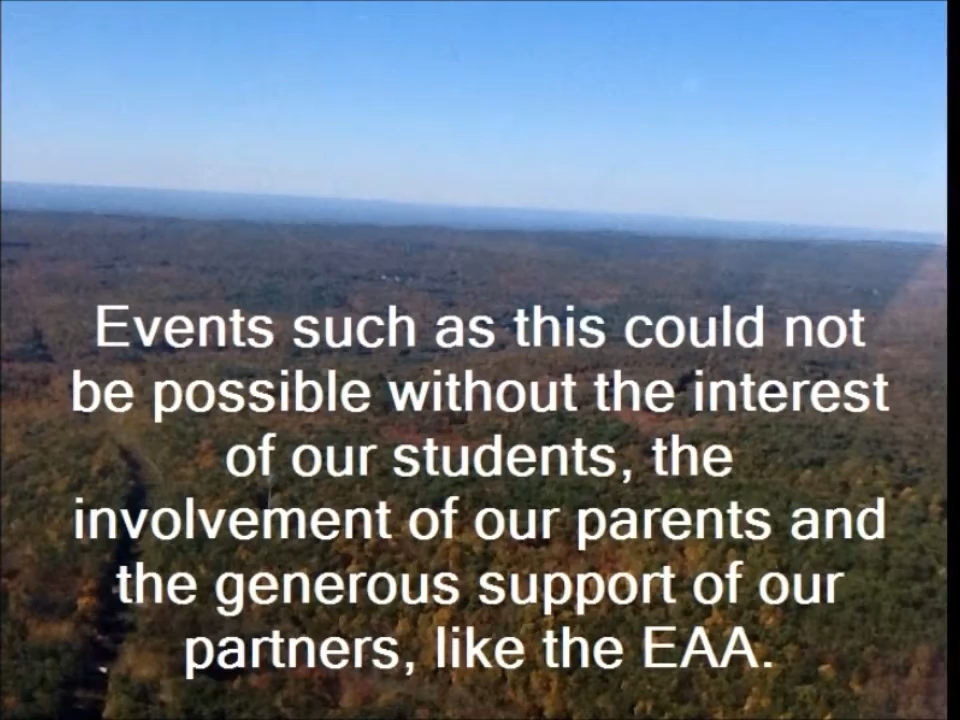 Events such as this could not
be possible without the interest
of our students, the
involvement of our parents and
the generous support of our
partners, like the EAA.